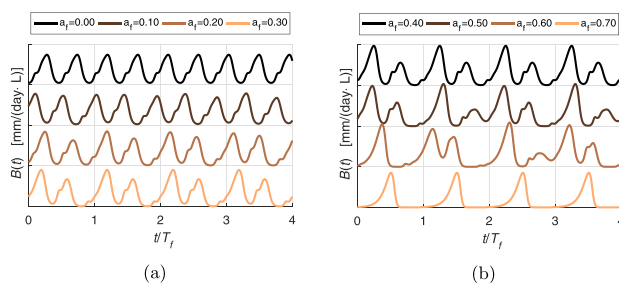 a_f=0.00 a_f=0.10 a_f=0.20 a_f=0.30
B(t) [mm/(day· L)]
0 1 2 3 4
t/T_f
(a)
a_f=0.40 a_f=0.50 a_f=0.60 a_f=0.70
B(t) [mm/(day· L)]
0 1 2 3 4
t/T_f
(b)